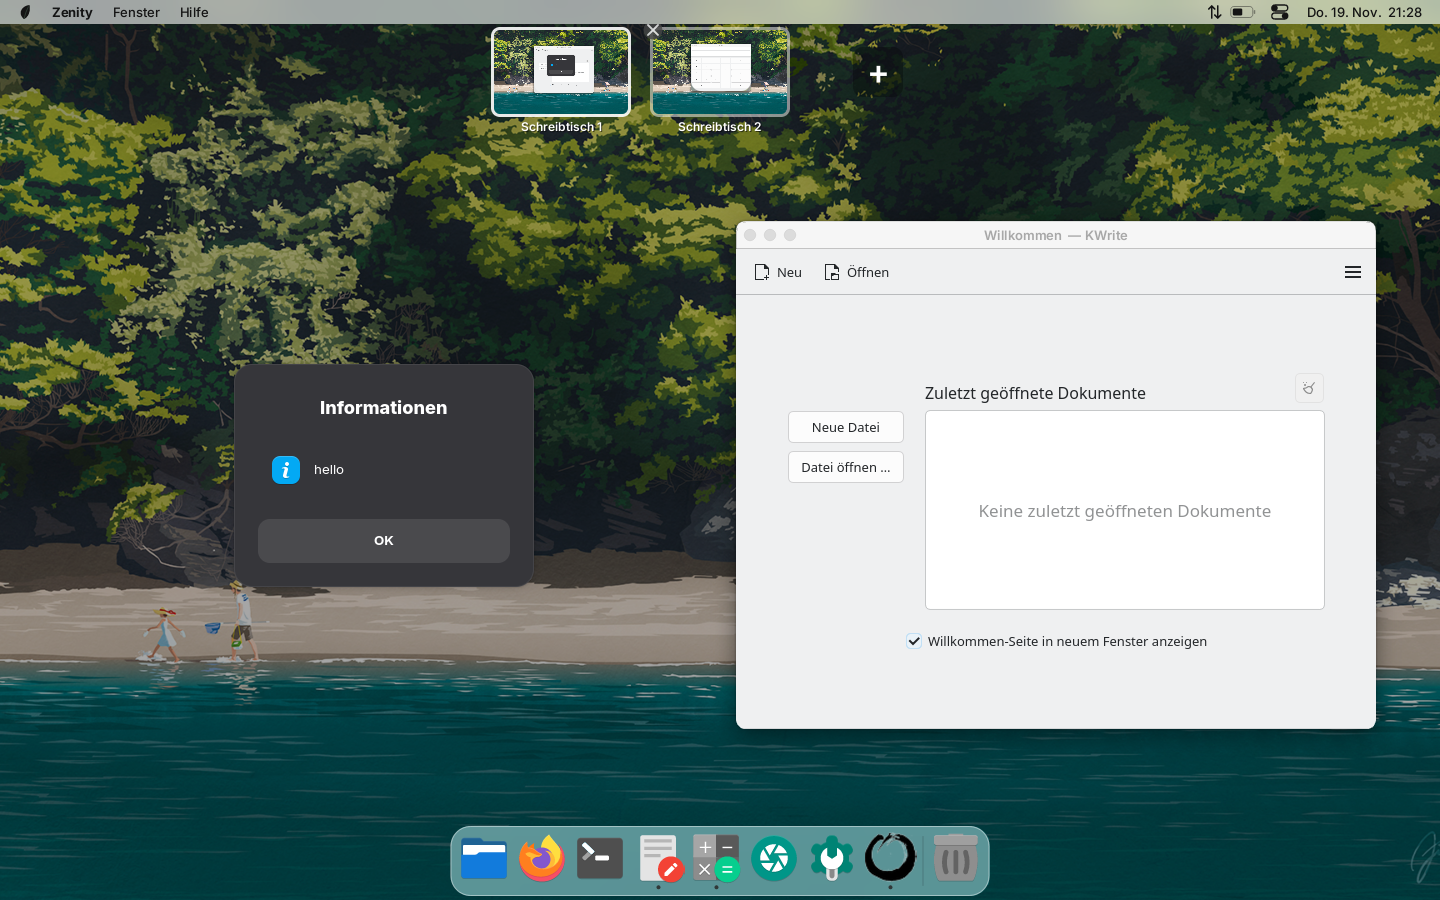 Zenity Fenster Hilfe
Do. 19. Nov. 21:28
Schreibtisch 1
Schreibtisch 2
Willkommen — KWrite
Neu
Öffnen
Zuletzt geöffnete Dokumente
Neue Datei
Datei öffnen ...
Keine zuletzt geöffneten Dokumente
Willkommen-Seite in neuem Fenster anzeigen
Informationen
hello
OK